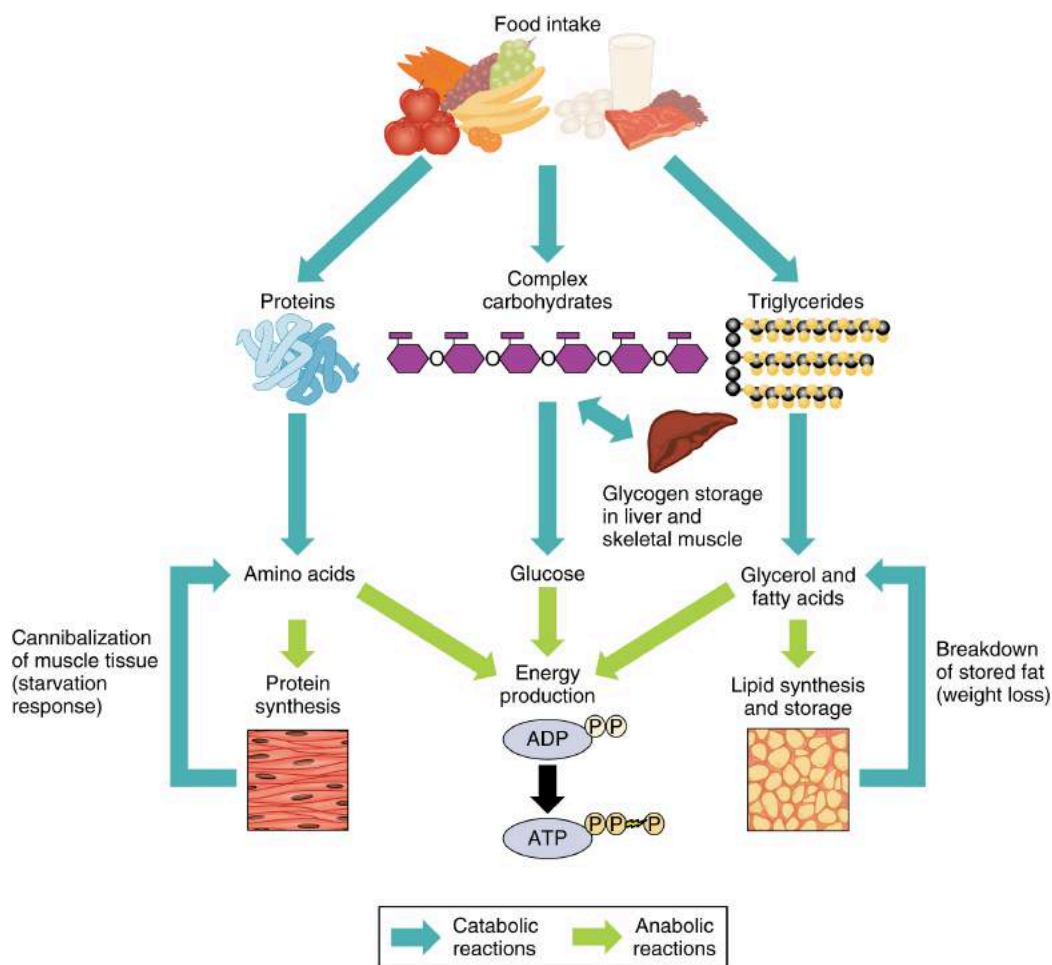 Food intake
Proteins
Complex
carbohydrates
Triglycerides
O O O O O
Glycogen storage
in liver and
skeletal muscle
Amino acids
Glucose
Glycerol and
fatty acids
Cannibalization
of muscle tissue
(starvation
response)
Protein
synthesis
Energy
production
Lipid synthesis
and storage
Breakdown
of stored fat
(weight loss)
ADP P P
ATP P P P
Catabolic
reactions
Anabolic
reactions